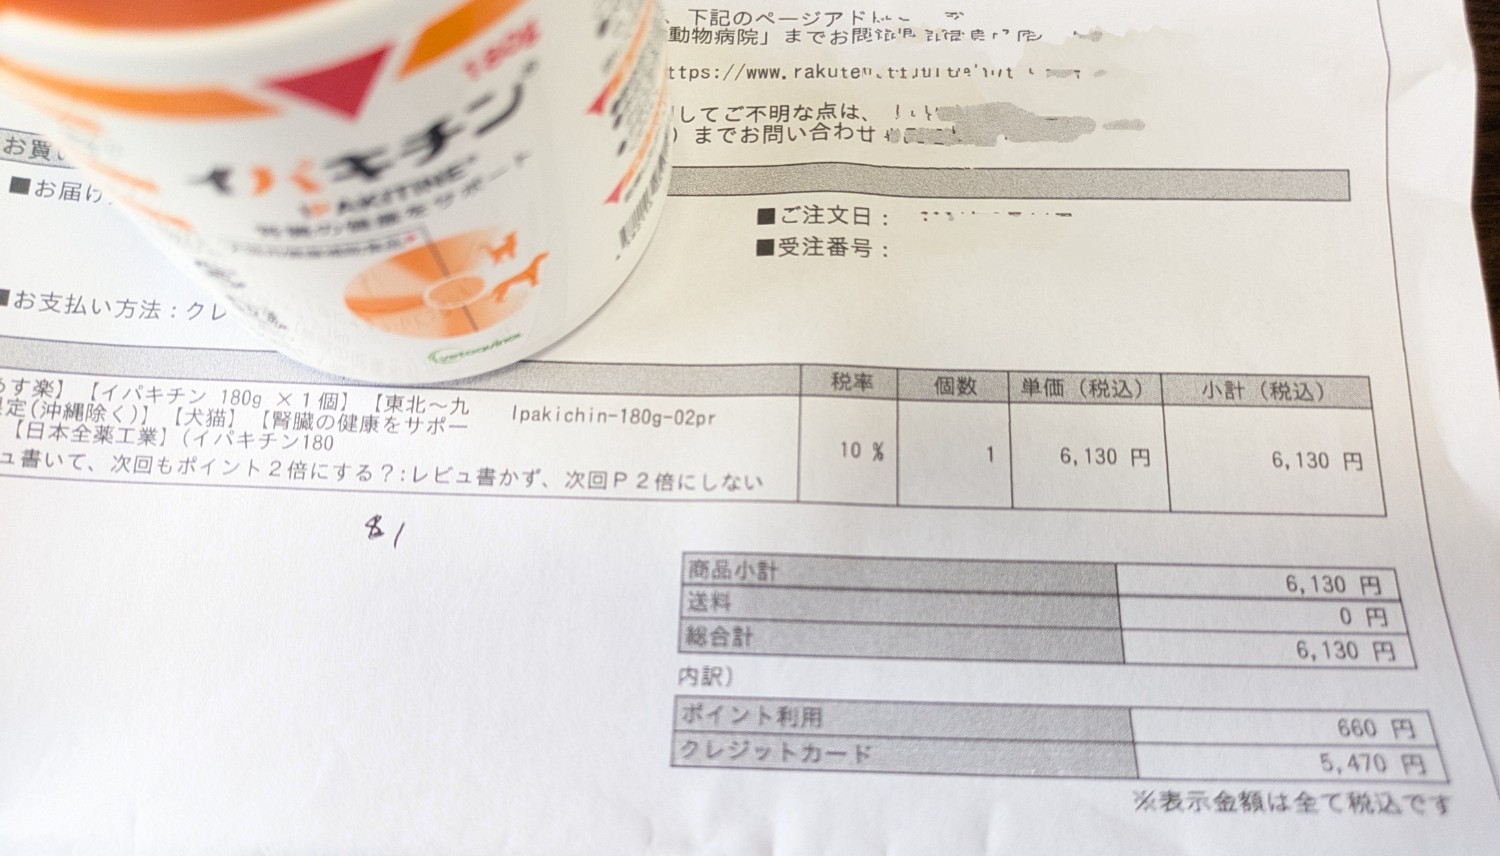 、下記のページアド
動物病院」までお
ttps://www.rakuten.
してご不明な点は、
）までお問い合わせ
180g
イパキチン
IPAKITINE
腎臓の健康をサポート
vetoquinol
お買い
■お届け
■ご注文日：
■受注番号：
■お支払い方法：クレ
税率 個数 単価（税込） 小計（税込）
うす楽】【イパキチン 180g ×１個】【東北～九
定(沖縄除く)】【犬猫】【腎臓の健康をサポー
【日本全薬工業】（イパキチン180
Ipakichin-180g-02pr
10 % 1 6,130 円 6,130 円
ュ書いて、次回もポイント２倍にする？:レビュ書かず、次回Ｐ２倍にしない
商品小計 6,130 円
送料 0 円
総合計 6,130 円
内訳）
ポイント利用 660 円
クレジットカード 5,470 円
※表示金額は全て税込です